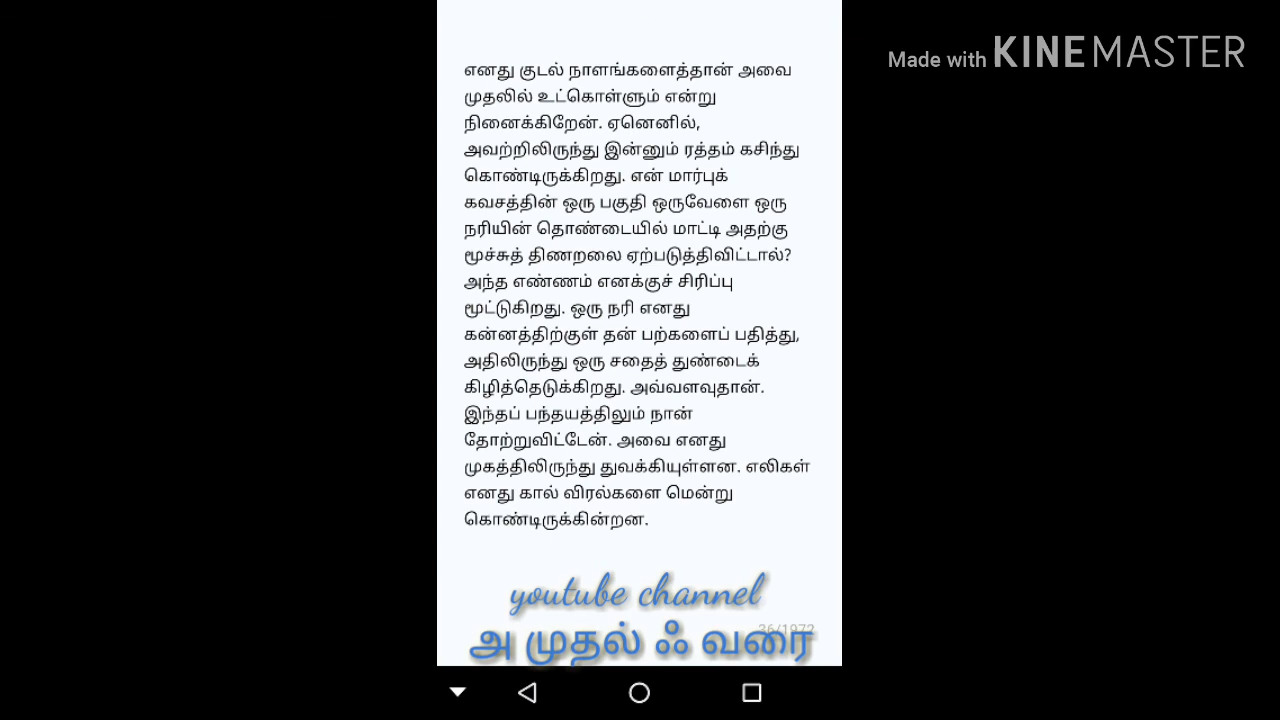 Made with KINEMASTER
எனது குடல் நாளங்களைத்தான் அவை
முதலில் உட்கொள்ளும் என்று
நினைக்கிறேன். ஏனெனில்,
அவற்றிலிருந்து இன்னும் ரத்தம் கசிந்து
கொண்டிருக்கிறது. என் மார்புக்
கவசத்தின் ஒரு பகுதி ஒருவேளை ஒரு
நரியின் தொண்டையில் மாட்டி அதற்கு
மூச்சுத் திணறலை ஏற்படுத்திவிட்டால்?
அந்த எண்ணம் எனக்குச் சிரிப்பு
மூட்டுகிறது. ஒரு நரி எனது
கன்னத்திற்குள் தன் பற்களைப் பதித்து,
அதிலிருந்து ஒரு சதைத் துண்டைக்
கிழித்தெடுக்கிறது. அவ்வளவுதான்.
இந்தப் பந்தயத்திலும் நான்
தோற்றுவிட்டேன். அவை எனது
முகத்திலிருந்து துவக்கியுள்ளன. எலிகள்
எனது கால் விரல்களை மென்று
கொண்டிருக்கின்றன.
youtube channel
36/1972
அ முதல் ஃ வரை